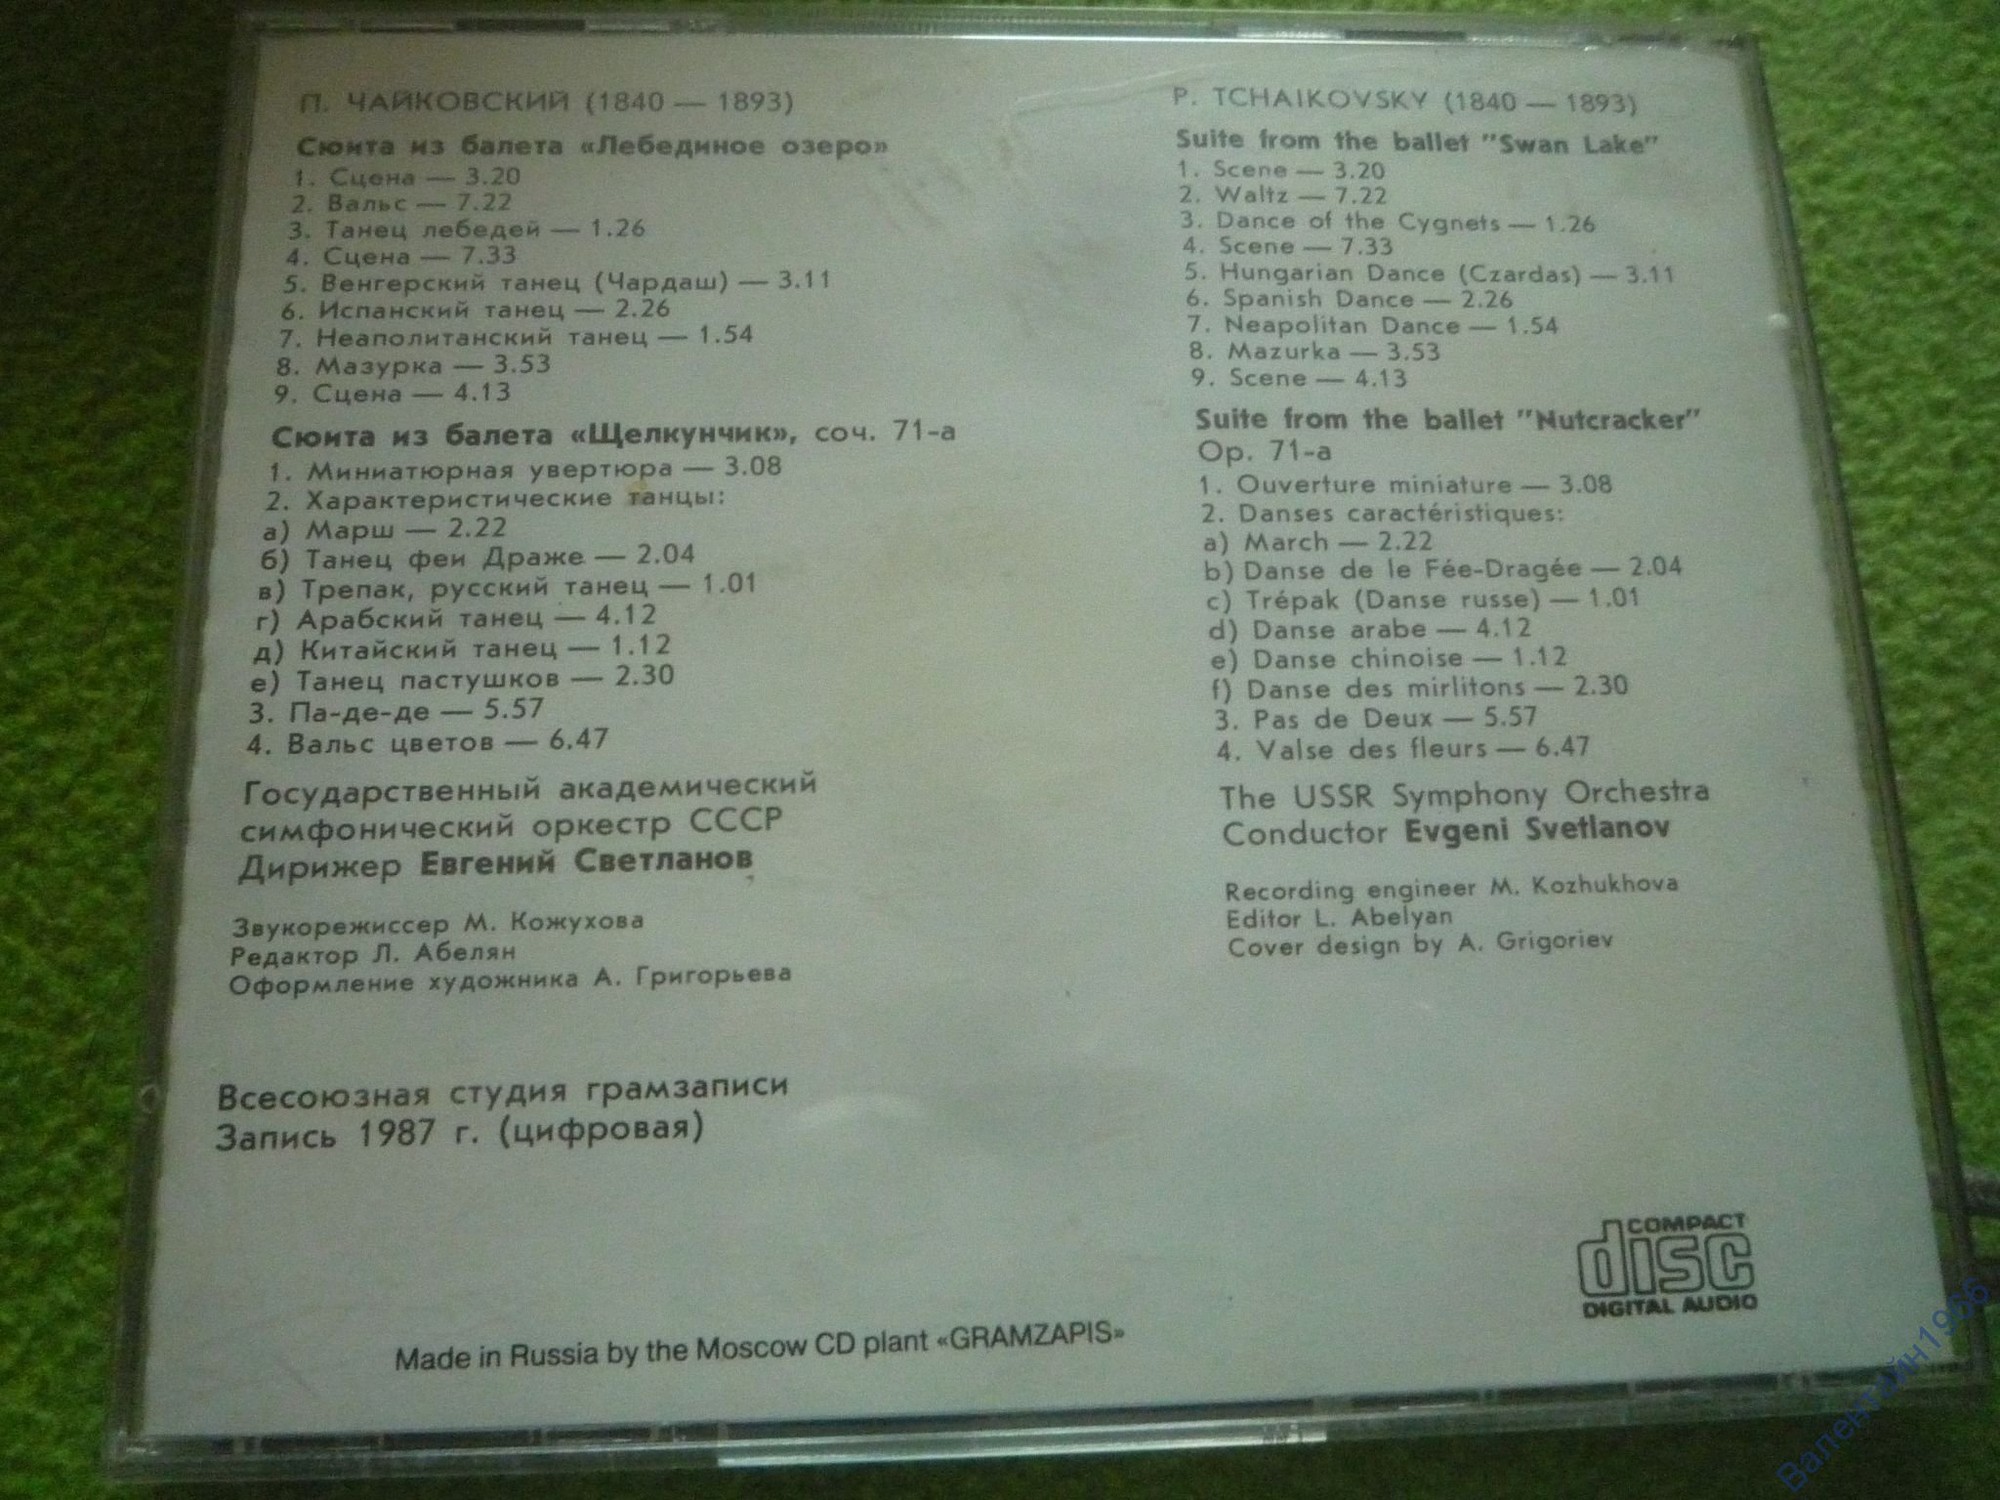 П. ЧАЙКОВСКИЙ (1840 — 1893)
Сюита из балета «Лебединое озеро»
1. Сцена — 3.20
2. Вальс — 7.22
3. Танец лебедей — 1.26
4. Сцена — 7.33
5. Венгерский танец (Чардаш) — 3.11
6. Испанский танец — 2.26
7. Неаполитанский танец — 1.54
8. Мазурка — 3.53
9. Сцена — 4.13
Сюита из балета «Щелкунчик», соч. 71-а
1. Миниатюрная увертюра — 3.08
2. Характеристические танцы:
а) Марш — 2.22
б) Танец феи Драже — 2.04
в) Трепак, русский танец — 1.01
г) Арабский танец — 4.12
д) Китайский танец — 1.12
е) Танец пастушков — 2.30
3. Па-де-де — 5.57
4. Вальс цветов — 6.47
Государственный академический
симфонический оркестр СССР
Дирижер Евгений Светланов
Звукорежиссер М. Кожухова
Редактор Л. Абелян
Оформление художника А. Григорьева
Всесоюзная студия грамзаписи
Запись 1987 г. (цифровая)
P. TCHAIKOVSKY (1840 — 1893)
Suite from the ballet "Swan Lake"
1. Scene — 3.20
2. Waltz — 7.22
3. Dance of the Cygnets — 1.26
4. Scene — 7.33
5. Hungarian Dance (Czardas) — 3.11
6. Spanish Dance — 2.26
7. Neapolitan Dance — 1.54
8. Mazurka — 3.53
9. Scene — 4.13
Suite from the ballet "Nutcracker"
Op. 71-a
1. Ouverture miniature — 3.08
2. Danses caractéristiques:
a) March — 2.22
b) Danse de le Fée-Dragée — 2.04
c) Trépak (Danse russe) — 1.01
d) Danse arabe — 4.12
e) Danse chinoise — 1.12
f) Danse des mirlitons — 2.30
3. Pas de Deux — 5.57
4. Valse des fleurs — 6.47
The USSR Symphony Orchestra
Conductor Evgeni Svetlanov
Recording engineer M. Kozhukhova
Editor L. Abelyan
Cover design by A. Grigoriev
COMPACT
disc
DIGITAL AUDIO
Made in Russia by the Moscow CD plant «GRAMZAPIS»
Валентайн1966